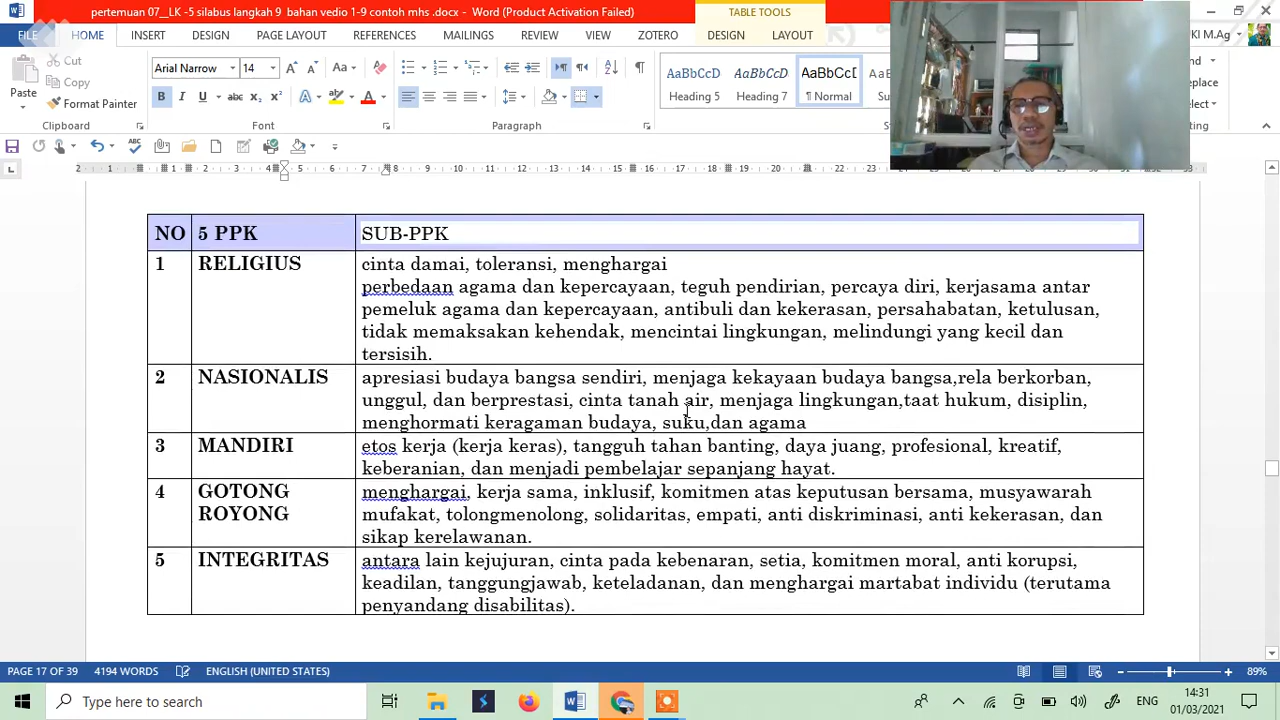 pertemuan 07__LK -5 silabus langkah 9 bahan vedio 1-9 contoh mhs .docx - Word (Product Activation Failed)
TABLE TOOLS
KI M.Ag
FILE HOME INSERT DESIGN PAGE LAYOUT REFERENCES MAILINGS REVIEW VIEW ZOTERO DESIGN LAYOUT
Paste
Cut
Copy
Format Painter
Clipboard
Arial Narrow 14
Font
Paragraph
AaBbCcD
Heading 5
AaBbCcD
Heading 7
AaBbCcD
¶ Normal
NO 5 PPK SUB-PPK
1 RELIGIUS cinta damai, toleransi, menghargai
perbedaan agama dan kepercayaan, teguh pendirian, percaya diri, kerjasama antar
pemeluk agama dan kepercayaan, antibuli dan kekerasan, persahabatan, ketulusan,
tidak memaksakan kehendak, mencintai lingkungan, melindungi yang kecil dan
tersisih.
2 NASIONALIS apresiasi budaya bangsa sendiri, menjaga kekayaan budaya bangsa,rela berkorban,
unggul, dan berprestasi, cinta tanah air, menjaga lingkungan,taat hukum, disiplin,
menghormati keragaman budaya, suku,dan agama
3 MANDIRI etos kerja (kerja keras), tangguh tahan banting, daya juang, profesional, kreatif,
keberanian, dan menjadi pembelajar sepanjang hayat.
4 GOTONG ROYONG menghargai, kerja sama, inklusif, komitmen atas keputusan bersama, musyawarah
mufakat, tolongmenolong, solidaritas, empati, anti diskriminasi, anti kekerasan, dan
sikap kerelawanan.
5 INTEGRITAS antara lain kejujuran, cinta pada kebenaran, setia, komitmen moral, anti korupsi,
keadilan, tanggungjawab, keteladanan, dan menghargai martabat individu (terutama
penyandang disabilitas).
PAGE 17 OF 39 4194 WORDS ENGLISH (UNITED STATES) 89%
Type here to search
ENG
14:31
01/03/2021